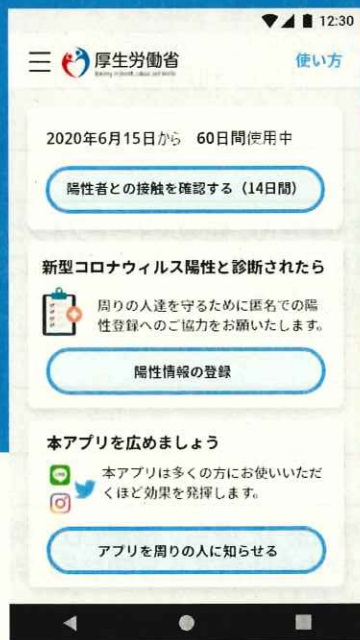 12:30
厚生労働省
使い方
2020年6月15日から 60日間使用中
陽性者との接触を確認する（14日間）
新型コロナウィルス陽性と診断されたら
周りの人達を守るために匿名での陽
性登録へのご協力をお願いたします。
陽性情報の登録
本アプリを広めましょう
本アプリは多くの方にお使いいただ
くほど効果を発揮します。
アプリを周りの人に知らせる